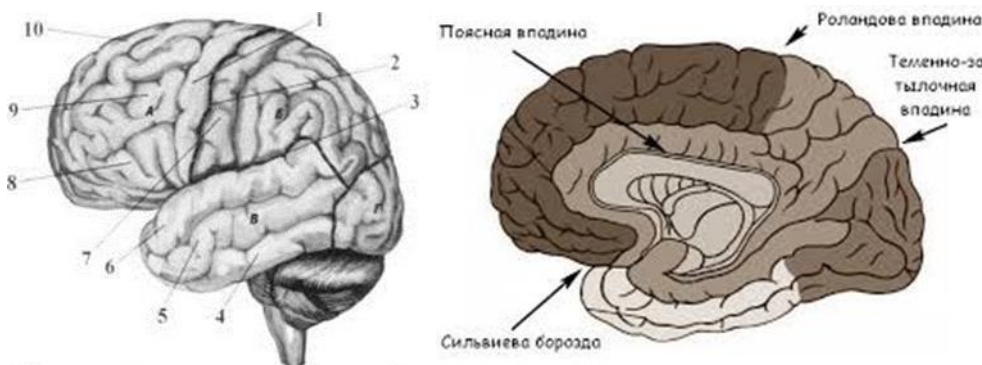 10
1
2
3
9
8
7
6
5
4
А
Б
В
Поясная впадина
Роландова впадина
Теменно-за
тылочная
впадина
Сильвиева борозда